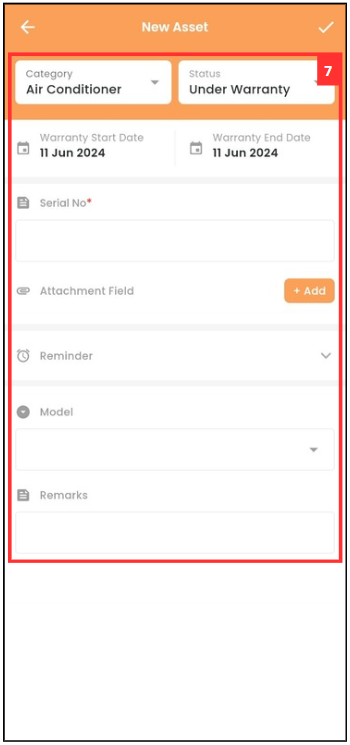 New Asset
7
Category
Air Conditioner
Status
Under Warranty
Warranty Start Date
11 Jun 2024
Warranty End Date
11 Jun 2024
Serial No*
Attachment Field
+ Add
Reminder
Model
Remarks